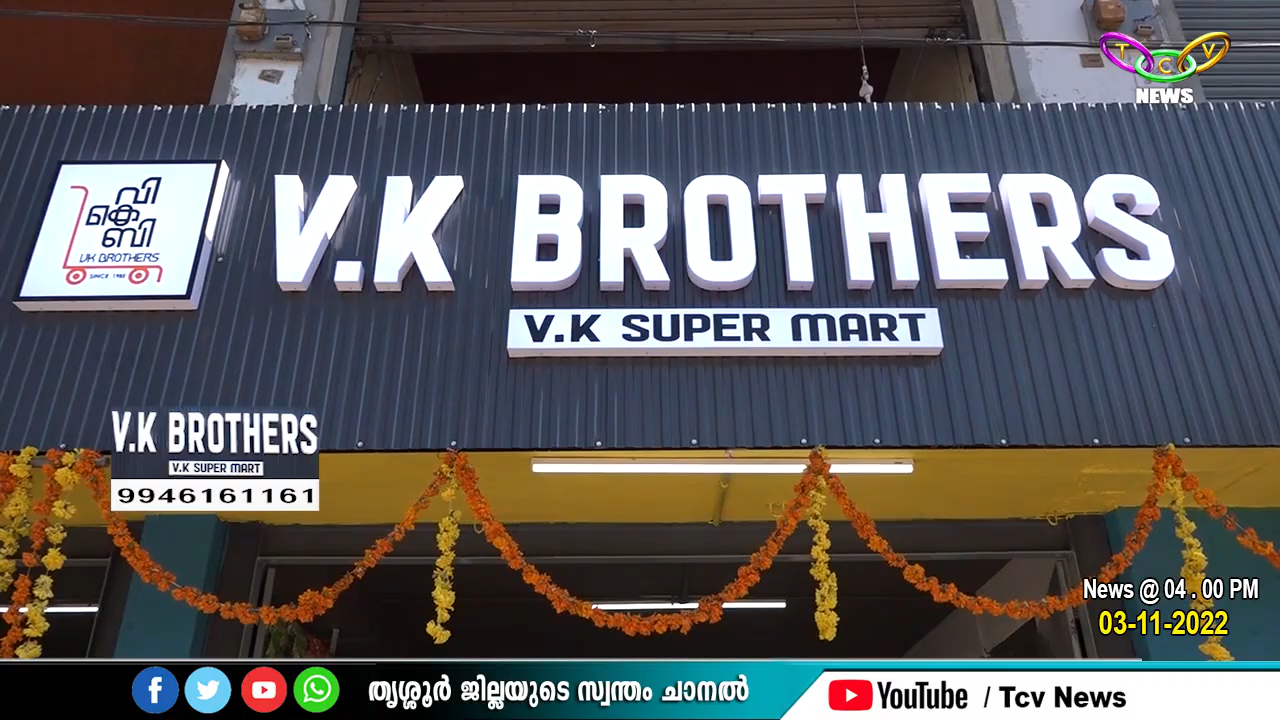 TCV
NEWS
വി
കെ
ബി
VK BROTHERS
SINCE 1985
V.K BROTHERS
V.K SUPER MART
V.K BROTHERS
V.K SUPER MART
9946161161
News @ 04 . 00 PM
03-11-2022
തൃശ്ശൂർ ജില്ലയുടെ സ്വന്തം ചാനൽ
YouTube / Tcv News